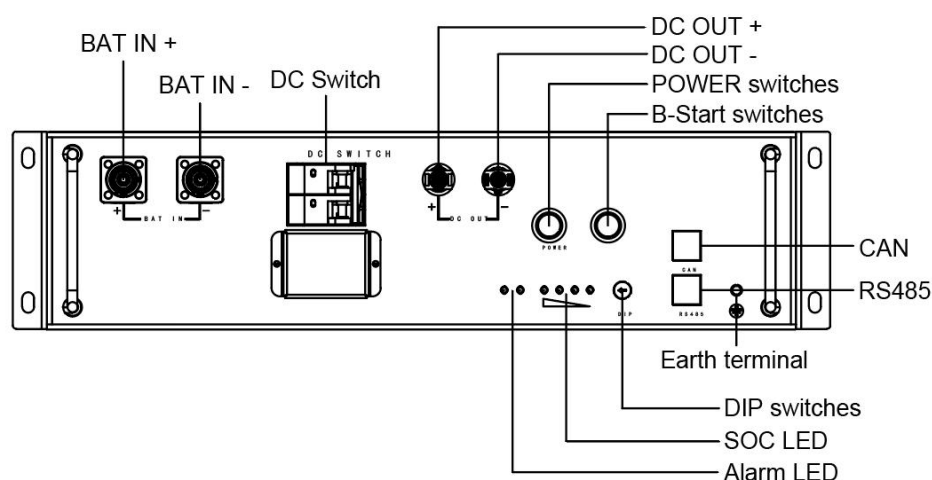 DC OUT +
BAT IN +
DC OUT -
BAT IN -
DC Switch
POWER switches
B-Start switches
DC SWITCH
+ BAT IN -
+ DC OUT -
POWER
CAN
CAN
RS485
DIP
RS485
Earth terminal
DIP switches
SOC LED
Alarm LED